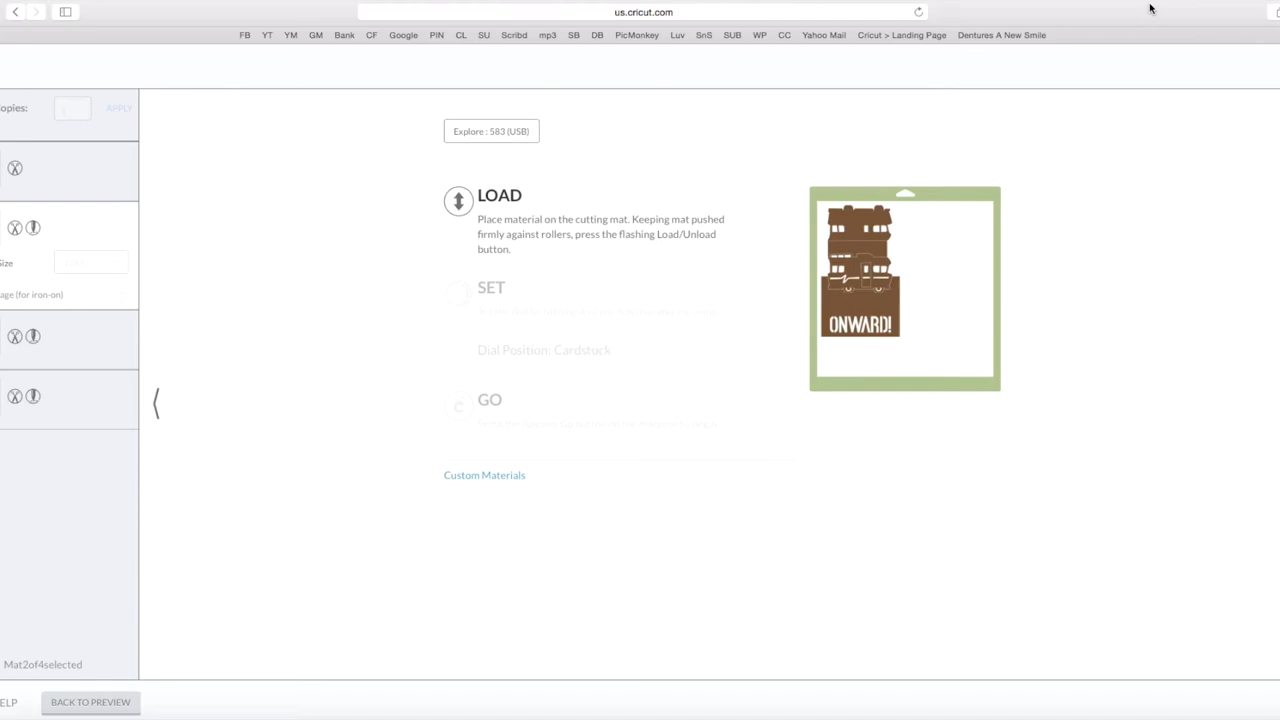 us.cricut.com
FB YT YM GM Bank CF Google PIN CL SU Scribd mp3 SB DB PicMonkey Luv SnS SUB WP CC Yahoo Mail Cricut > Landing Page Dentures A New Smile
opies: APPLY
Explore : 583 (USB)
LOAD
Place material on the cutting mat. Keeping mat pushed
firmly against rollers, press the flashing Load/Unload
button.
ize
age (for iron-on)
SET
Dial Position: Cardstock
ONWARD!
GO
Custom Materials
Mat2of4selected
ELP BACK TO PREVIEW